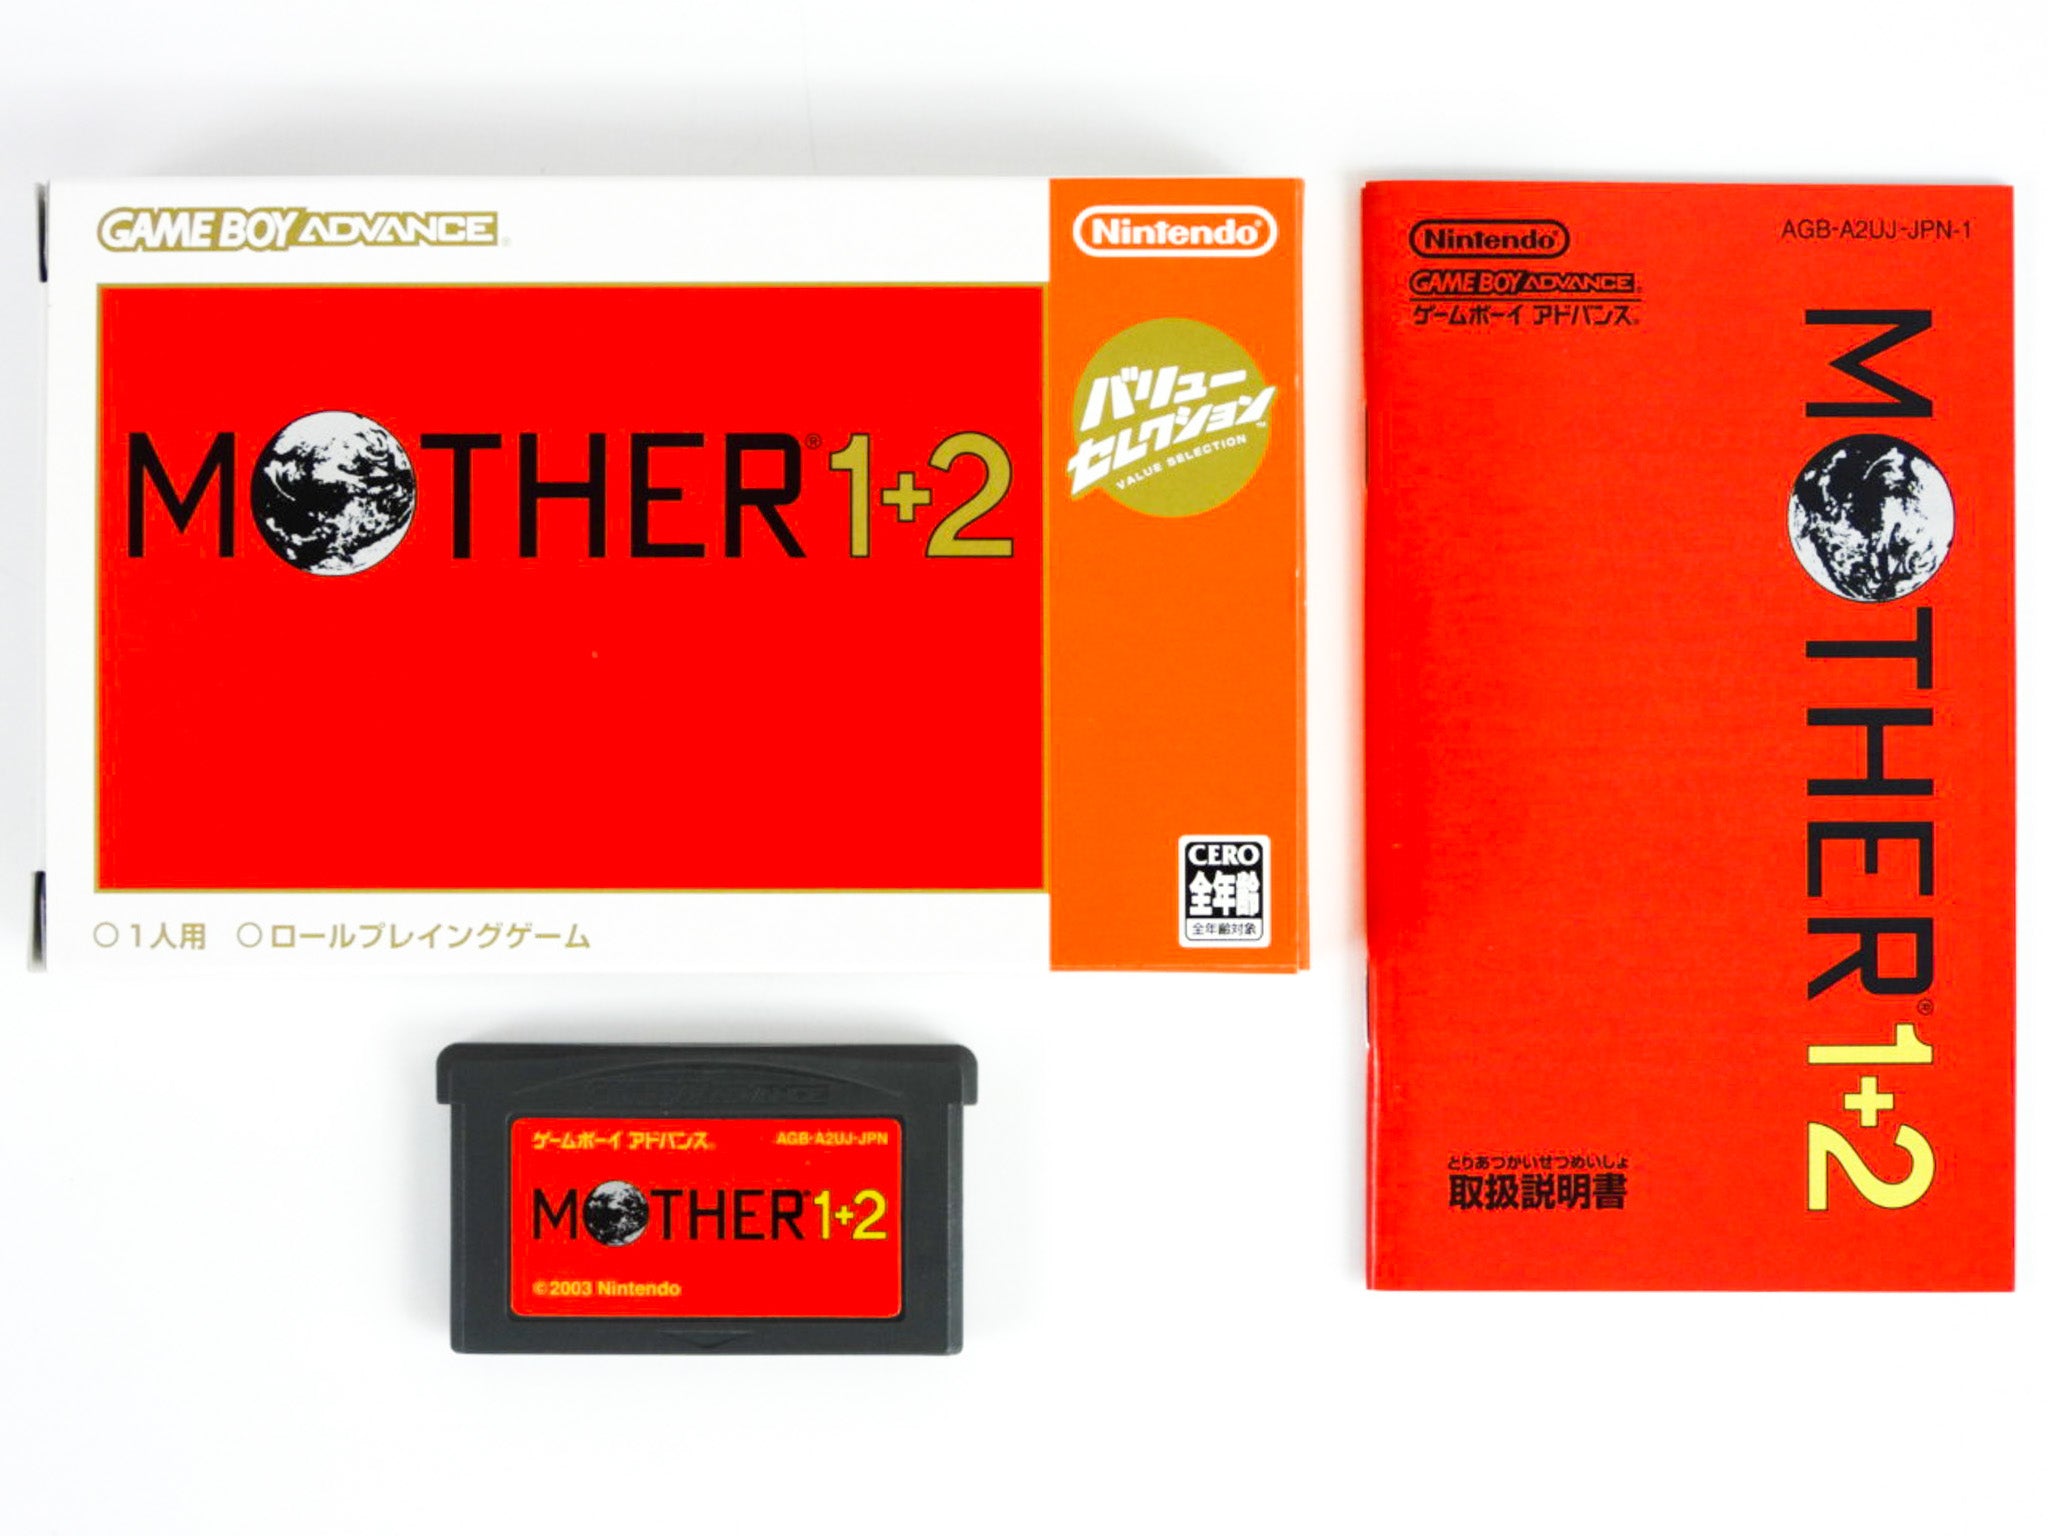 GAME BOY ADVANCE®
MOTHER® 1+2
○1人用 ○ロールプレイングゲーム
Nintendo®
バリュー
セレクション™
VALUE SELECTION
CERO
全年齢
全年齢対象
Nintendo®
GAME BOY ADVANCE®
ゲームボーイ アドバンス®
AGB-A2UJ-JPN-1
MOTHER® 1+2
とりあつかいせつめいしょ
取扱説明書
GAME BOY ADVANCE
ゲームボーイ アドバンス®
AGB-A2UJ-JPN
MOTHER® 1+2
©2003 Nintendo